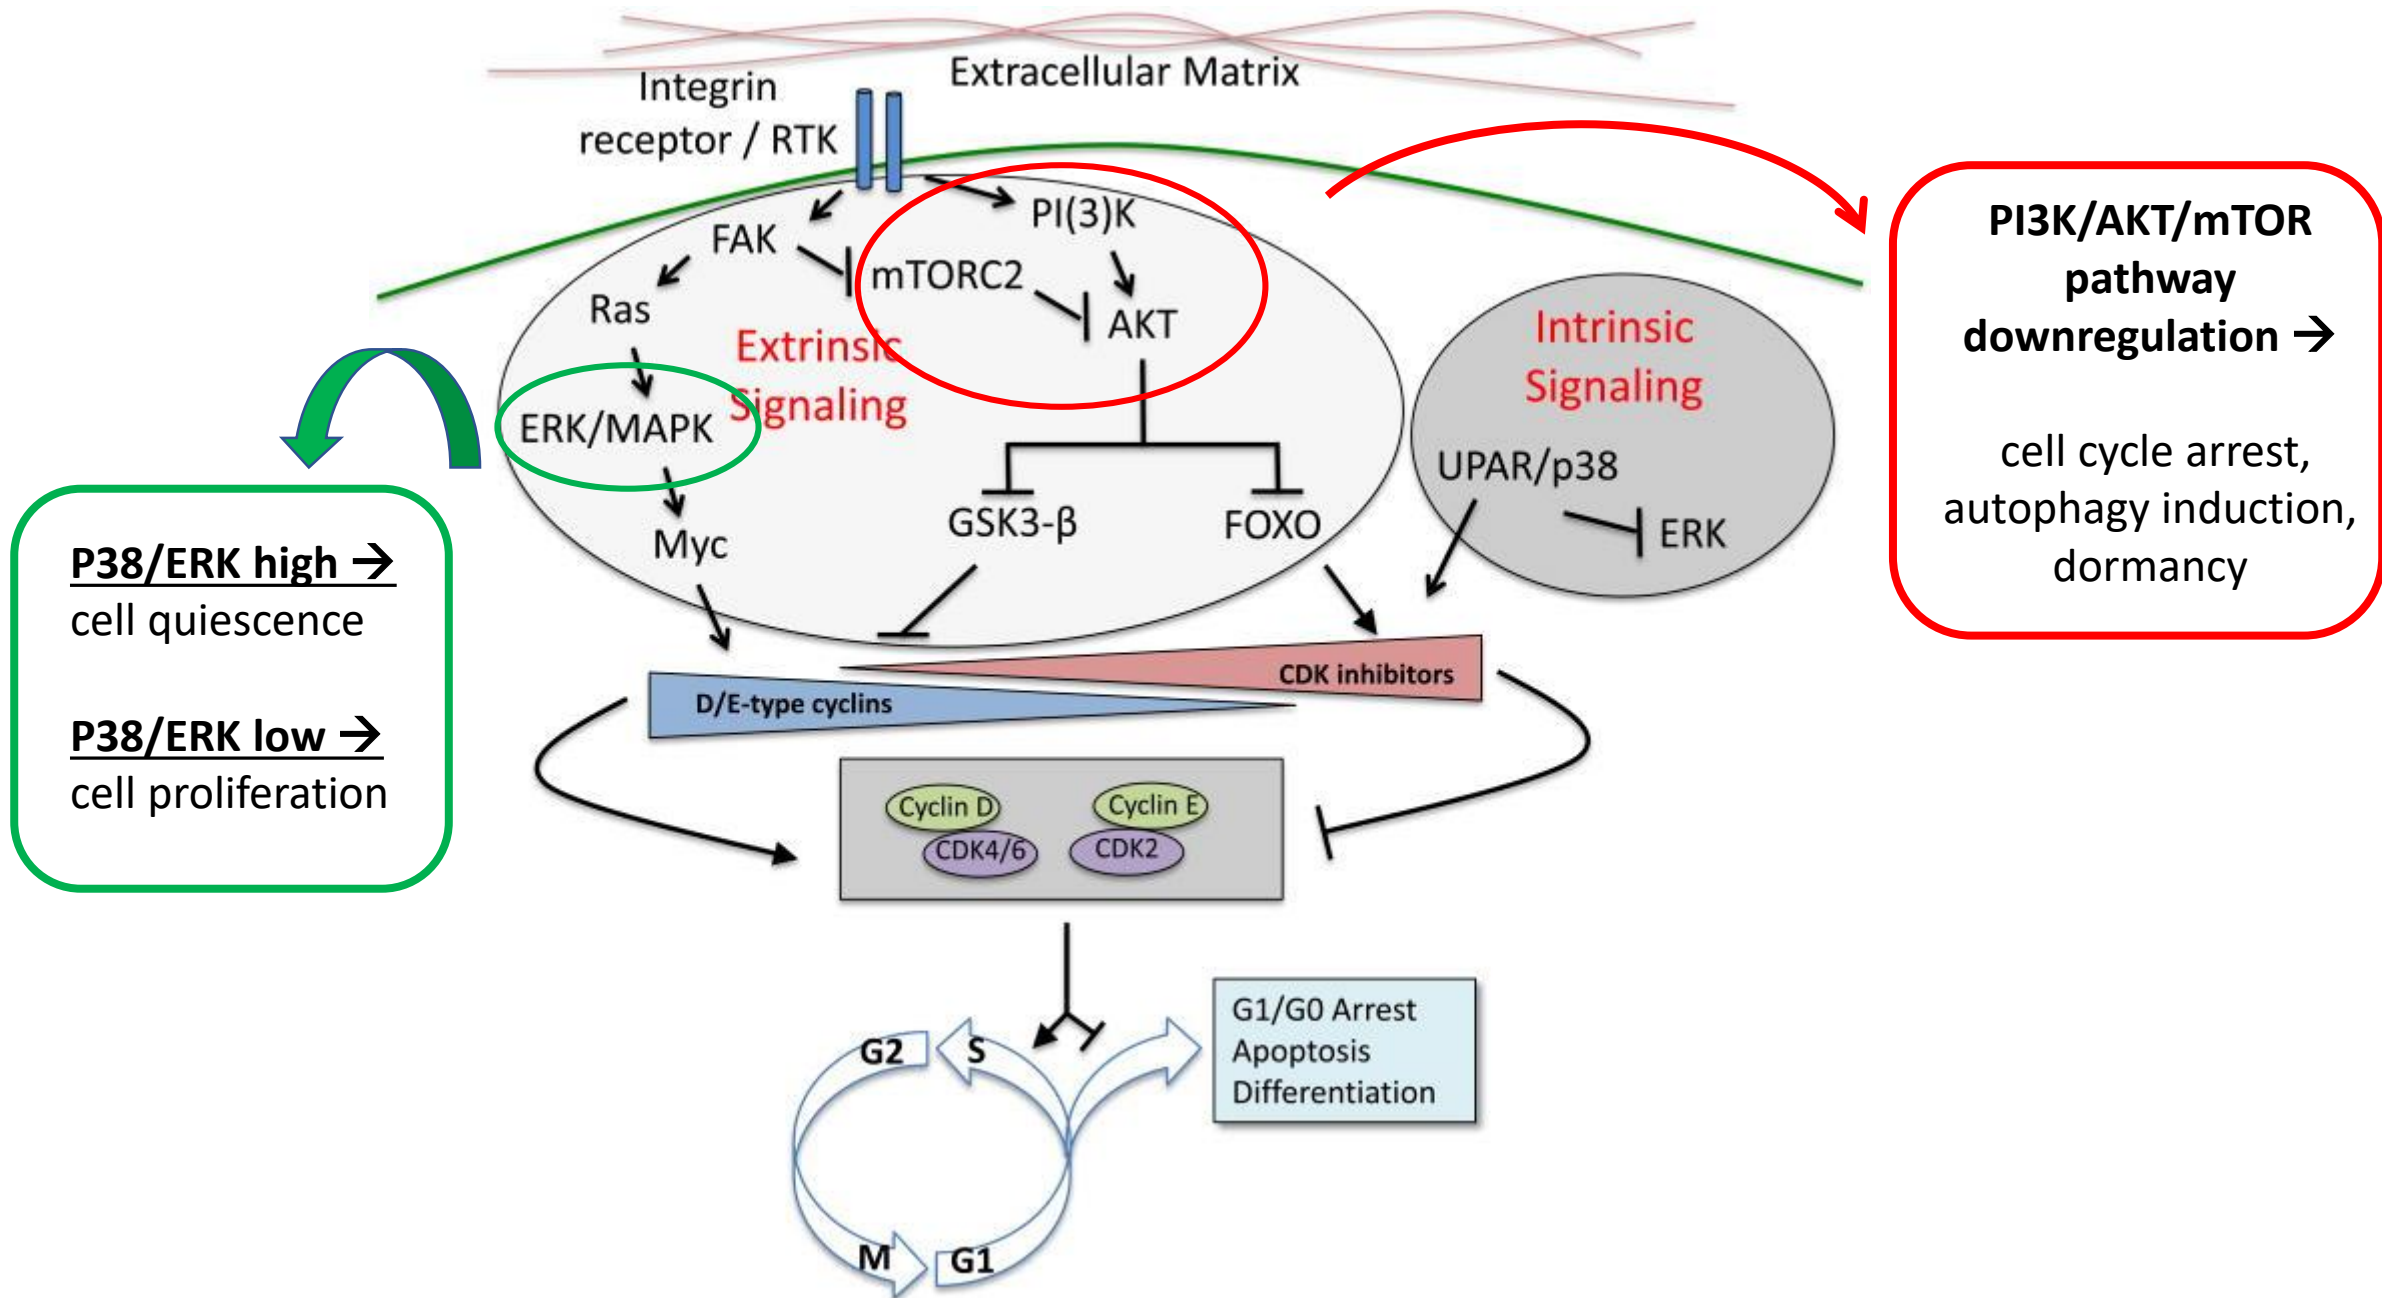 Extracellular Matrix
Integrin
receptor / RTK
PI(3)K
FAK
mTORC2
Ras
AKT
Extrinsic
Signaling
ERK/MAPK
Myc
GSK3-β
FOXO
Intrinsic
Signaling
UPAR/p38
ERK
PI3K/AKT/mTOR
pathway
downregulation →
cell cycle arrest,
autophagy induction,
dormancy
P38/ERK high →
cell quiescence
P38/ERK low →
cell proliferation
CDK inhibitors
D/E-type cyclins
Cyclin D
CDK4/6
Cyclin E
CDK2
G1/G0 Arrest
Apoptosis
Differentiation
G2
S
M
G1